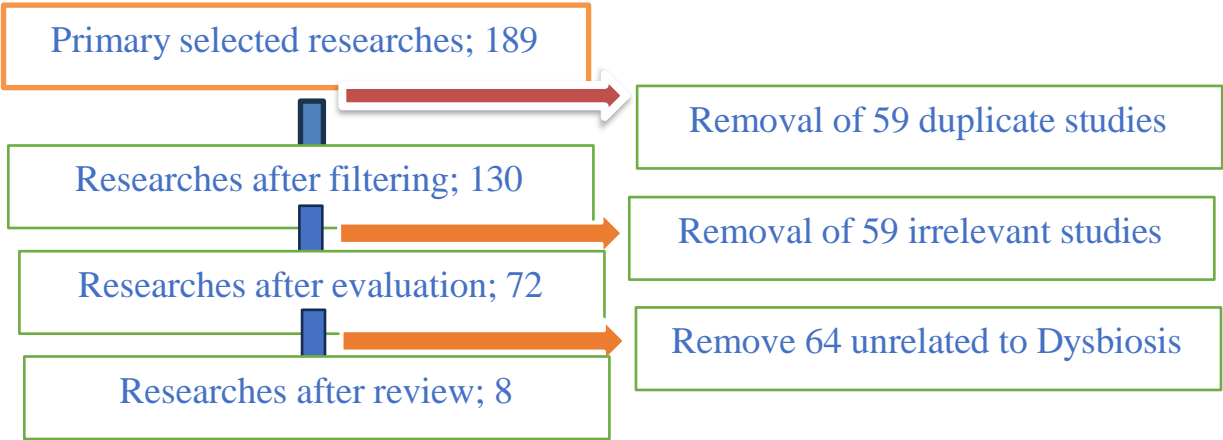 Primary selected researches; 189
Removal of 59 duplicate studies
Researches after filtering; 130
Removal of 59 irrelevant studies
Researches after evaluation; 72
Remove 64 unrelated to Dysbiosis
Researches after review; 8